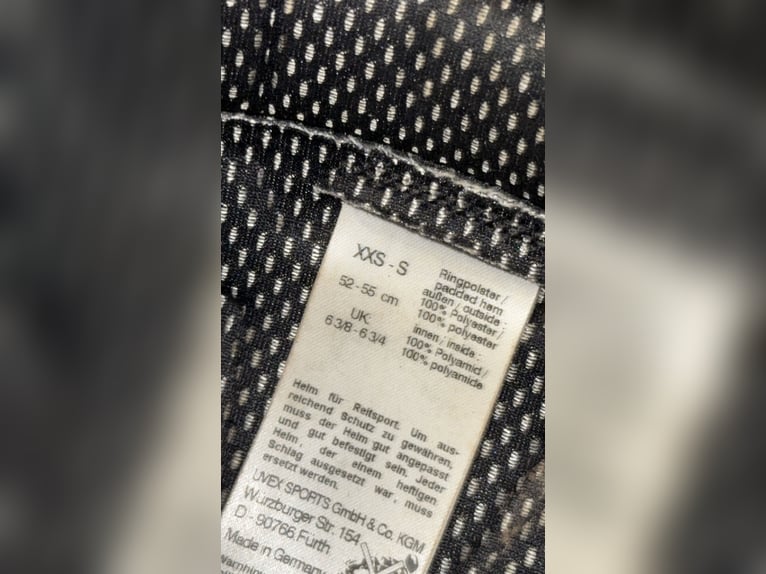 XXS - S
52-55 cm
UK:
6 3/8 - 6 3/4
Ringpolster /
padded hem
außen / outside :
100% Polyester /
100% polyester
innen / inside :
100% Polyamid /
100% polyamide
Helm für Reitsport. Um aus-
reichend Schutz zu gewähren,
muss der Helm gut angepasst
und gut befestigt sein. Jeder
Helm, der einem heftigen
Schlag ausgesetzt war, muss
ersetzt werden.
UVEX SPORTS GmbH & Co. KGM
Würzburger Str. 154
D - 90766 Fürth
Made in Germany